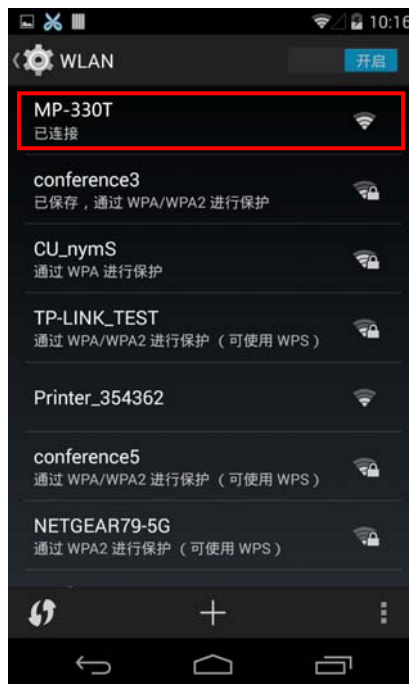 10:16
WLAN
开启
MP-330T
已连接
conference3
已保存，通过 WPA/WPA2 进行保护
CU_nymS
通过 WPA 进行保护
TP-LINK_TEST
通过 WPA/WPA2 进行保护 （可使用 WPS）
Printer_354362
conference5
通过 WPA/WPA2 进行保护 （可使用 WPS）
NETGEAR79-5G
通过 WPA2 进行保护 （可使用 WPS）